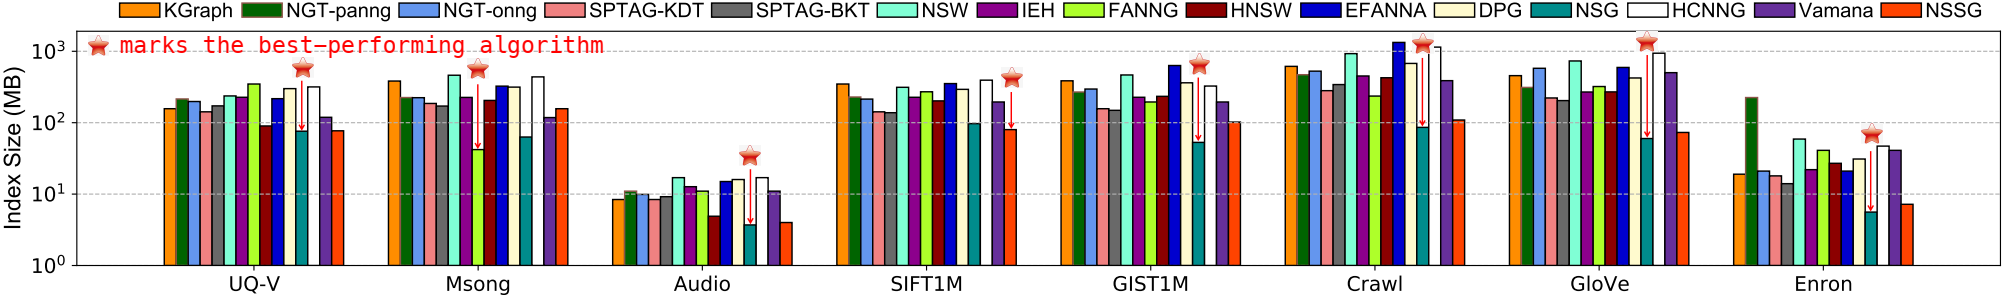 KGraph NGT-panng NGT-onng SPTAG-KDT SPTAG-BKT NSW IEH FANNG HNSW EFANNA DPG NSG HCNNG Vamana NSSG
marks the best-performing algorithm
Index Size (MB)
10³
10²
10¹
10⁰
UQ-V Msong Audio SIFT1M GIST1M Crawl GloVe Enron